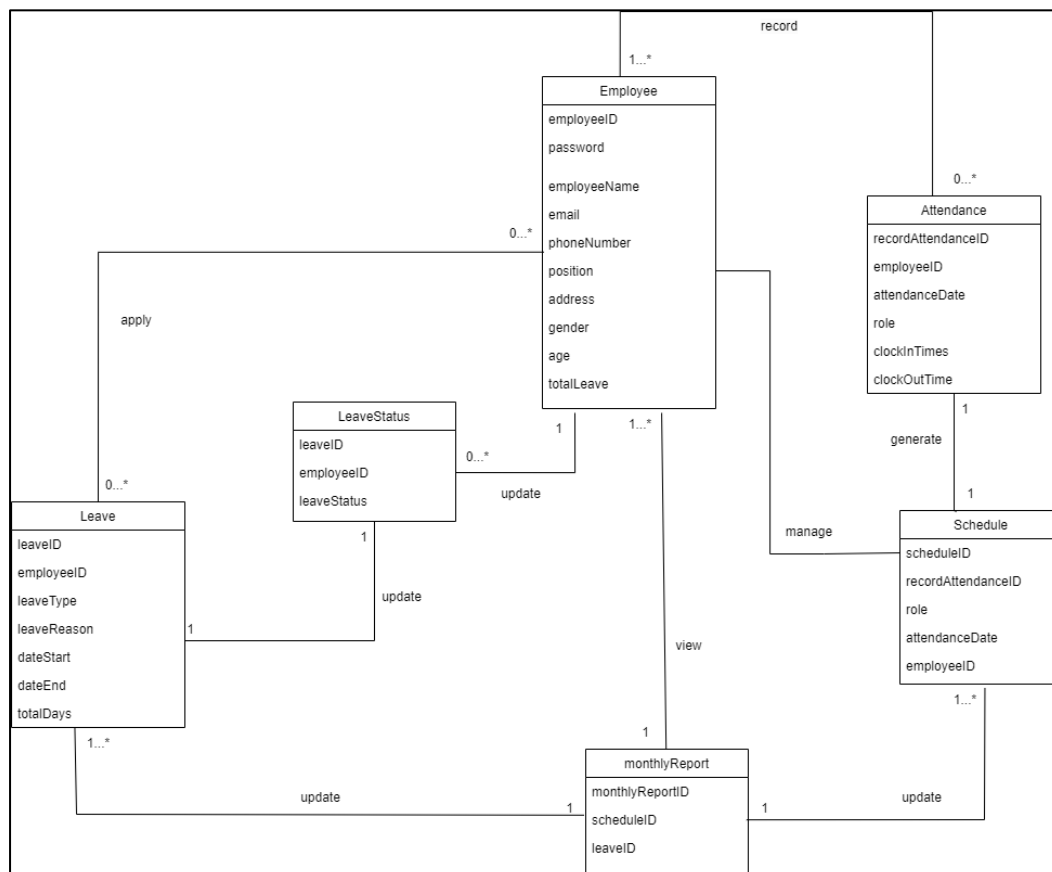 record
1...*
Employee
employeeID
password
employeeName
email
phoneNumber
position
address
gender
age
totalLeave
0...*
Attendance
recordAttendanceID
employeeID
attendanceDate
role
clockInTimes
clockOutTime
0...*
apply
LeaveStatus
leaveID
employeeID
leaveStatus
0...*
1
update
1...*
1
generate
1
0...*
Leave
leaveID
employeeID
leaveType
leaveReason
dateStart
dateEnd
totalDays
1
update
1
manage
Schedule
scheduleID
recordAttendanceID
role
attendanceDate
employeeID
view
1...*
1...*
1
monthlyReport
monthlyReportID
scheduleID
leaveID
update
1
1
update